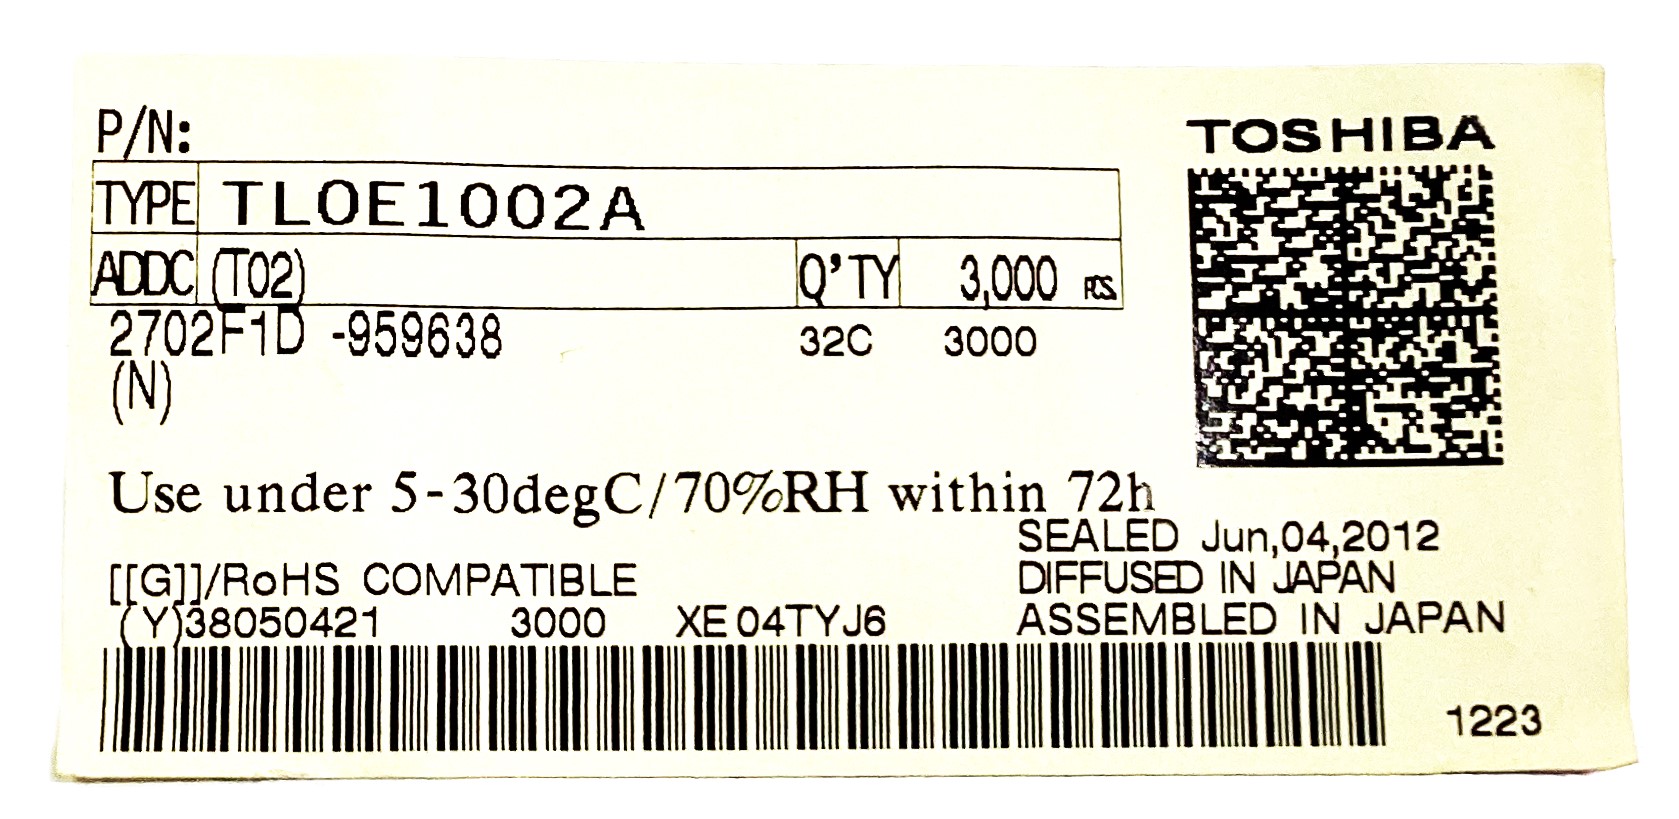 P/N:
TOSHIBA
TYPE TLOE1002A
ADDC (T02) Q'TY 3,000 PCS.
2702F1D -959638 32C 3000
(N)
Use under 5-30degC/70%RH within 72h
SEALED Jun,04,2012
[[G]]/RoHS COMPATIBLE DIFFUSED IN JAPAN
(Y)38050421 3000 XE04TYJ6 ASSEMBLED IN JAPAN
1223